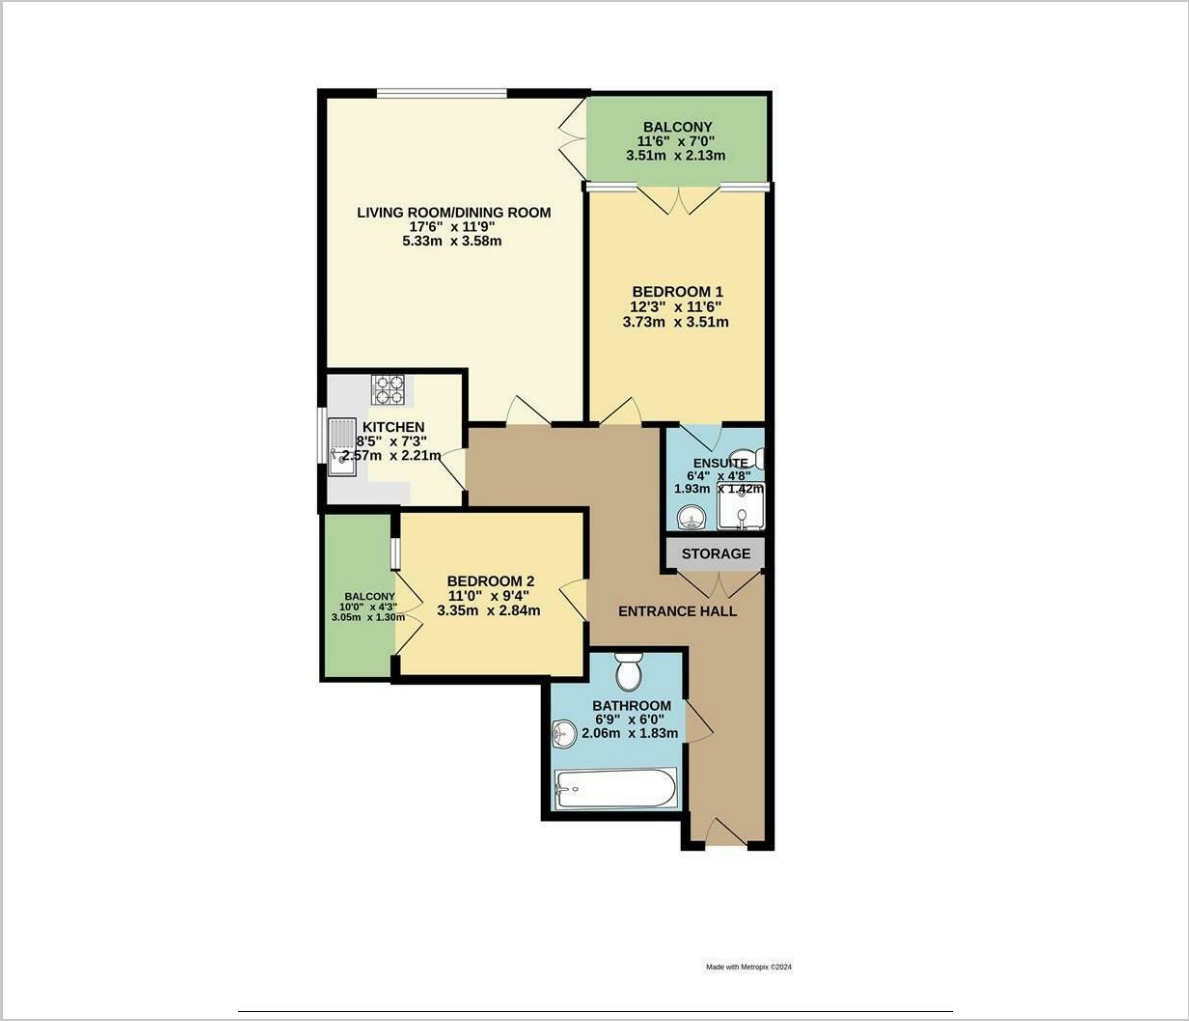 BALCONY
11'6" x 7'0"
3.51m x 2.13m
LIVING ROOM/DINING ROOM
17'6" x 11'9"
5.33m x 3.58m
BEDROOM 1
12'3" x 11'6"
3.73m x 3.51m
KITCHEN
8'5" x 7'3"
2.57m x 2.21m
ENSUITE
6'4" x 4'8"
1.93m x 1.42m
STORAGE
BEDROOM 2
11'0" x 9'4"
3.35m x 2.84m
BALCONY
10'0" x 4'3"
3.05m x 1.30m
ENTRANCE HALL
BATHROOM
6'9" x 6'0"
2.06m x 1.83m
Made with Metropix ©2024